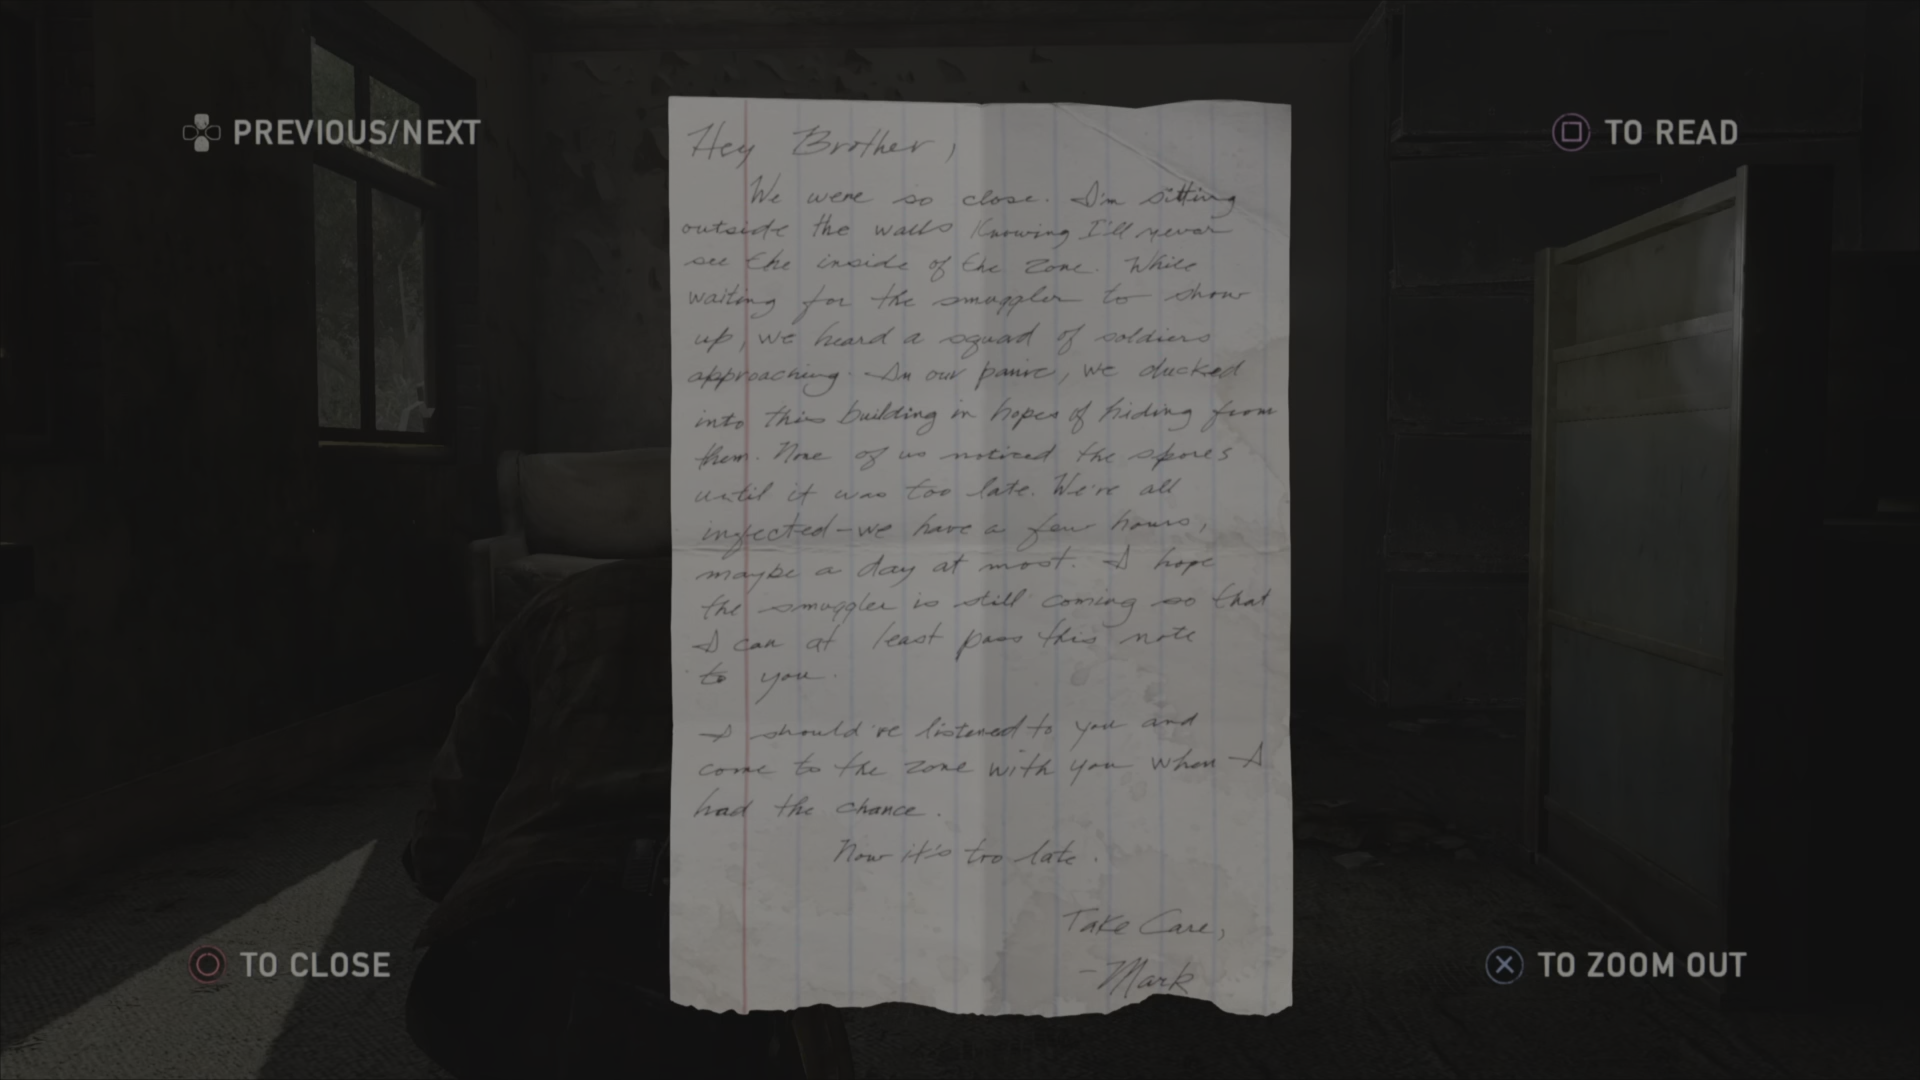 PREVIOUS/NEXT
TO READ
Hey Brother,
We were so close. I'm sitting
outside the walls knowing I'll never
see the inside of the zone. While
waiting for the smuggler to show
up, we heard a squad of soldiers
approaching. In our panic, we ducked
into this building in hopes of hiding from
them. None of us noticed the spores
until it was too late. We're all
infected-we have a few hours,
maybe a day at most. I hope
the smuggler is still coming so that
I can at least pass this note
to you.
I should've listened to you and
come to the zone with you when I
had the chance.
Now it's too late.
Take Care,
-Mark
TO CLOSE
TO ZOOM OUT